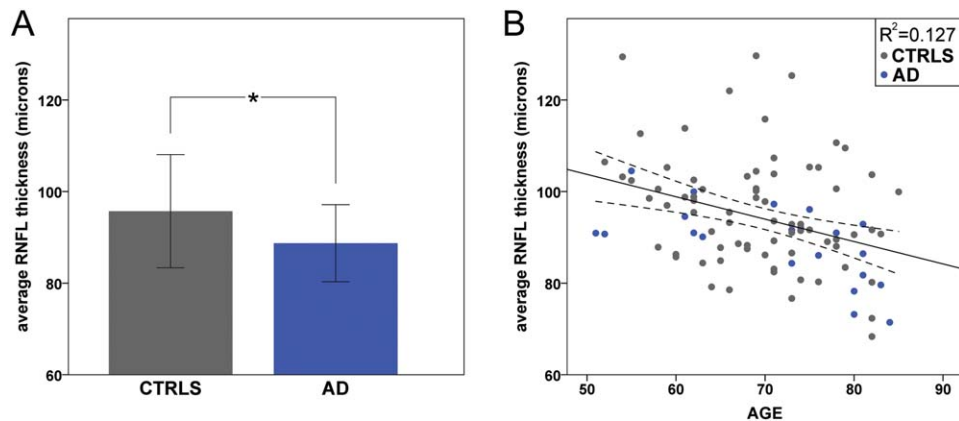 A
average RNFL thickness (microns)
120
100
80
60
*
CTRLS
AD
B
average RNFL thickness (microns)
120
100
80
60
50
60
70
80
90
AGE
R²=0.127
CTRLS
AD